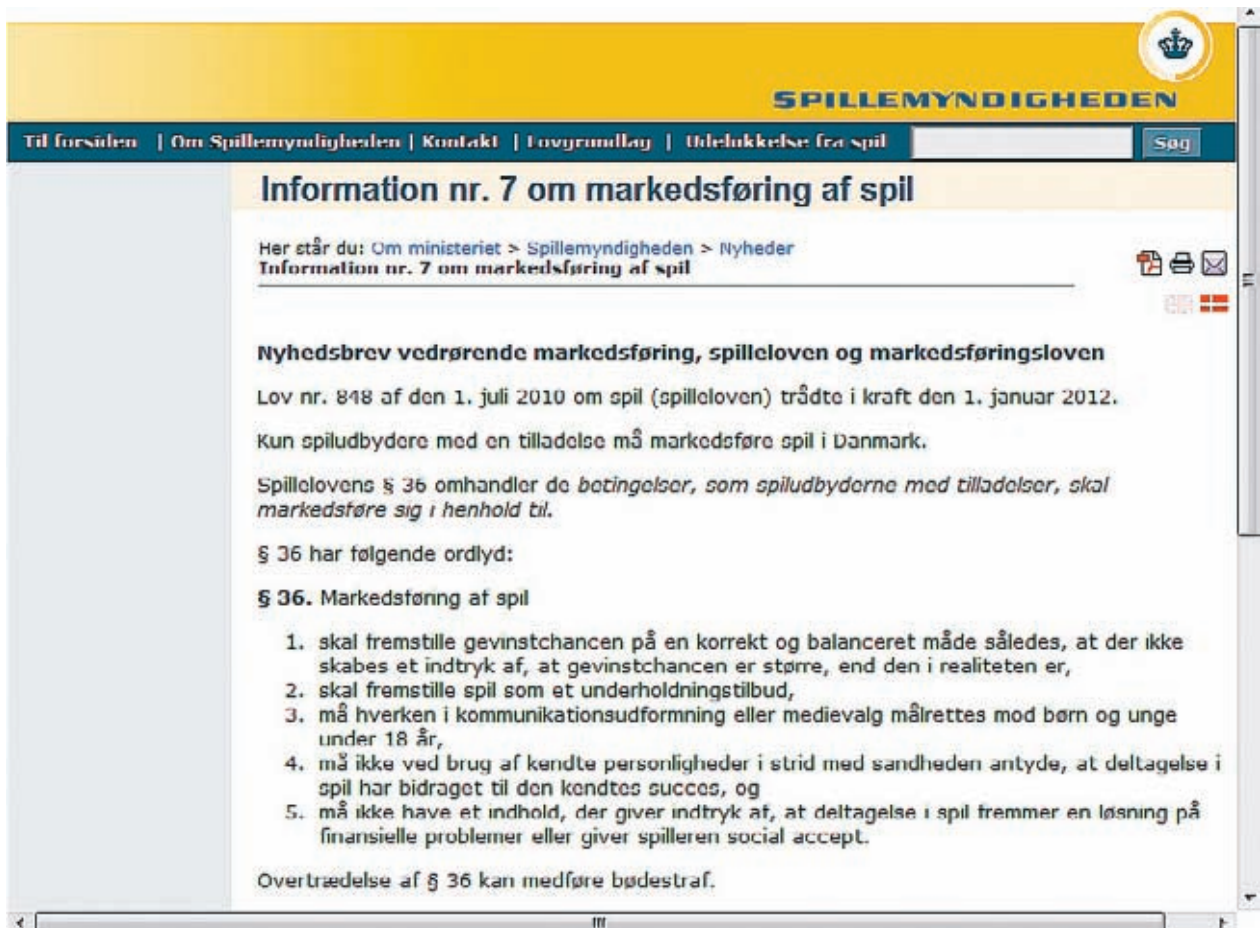 SPILLEMYNDIGHEDEN
Til forsiden | Om Spillemyndigheden | Kontakt | Lovgrundlag | Udelukkelse fra spil
Søg
Information nr. 7 om markedsføring af spil
Her står du: Om ministeriet > Spillemyndigheden > Nyheder
Information nr. 7 om markedsføring af spil
Nyhedsbrev vedrørende markedsføring, spilleloven og markedsføringsloven
Lov nr. 848 af den 1. juli 2010 om spil (spilleloven) trådte i kraft den 1. januar 2012.
Kun spiludbydere med en tilladelse må markedsføre spil i Danmark.
Spillelovens § 36 omhandler de betingelser, som spiludbyderne med tilladelser, skal
markedsføre sig i henhold til.
§ 36 har følgende ordlyd:
§ 36. Markedsføring af spil
1. skal fremstille gevinstchancen på en korrekt og balanceret måde således, at der ikke
skabes et indtryk af, at gevinstchancen er større, end den i realiteten er,
2. skal fremstille spil som et underholdningstilbud,
3. må hverken i kommunikationsudformning eller medievalg målrettes mod børn og unge
under 18 år,
4. må ikke ved brug af kendte personligheder i strid med sandheden antyde, at deltagelse i
spil har bidraget til den kendtes succes, og
5. må ikke have et indhold, der giver indtryk af, at deltagelse i spil fremmer en løsning på
finansielle problemer eller giver spilleren social accept.
Overtrædelse af § 36 kan medføre bødestraf.